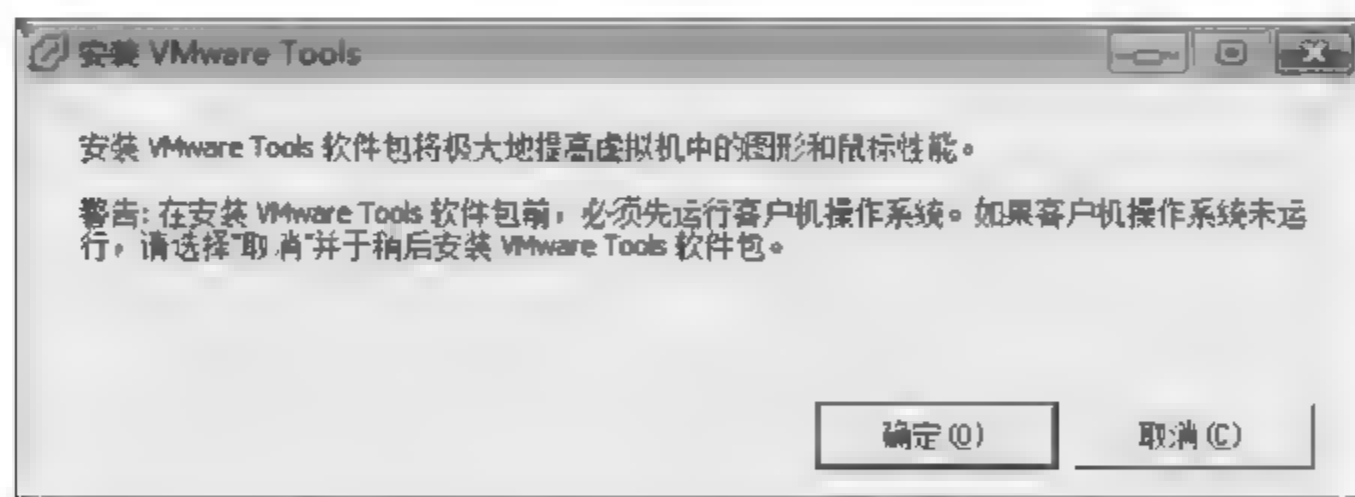 安装 VMware Tools
安装 VMware Tools 软件包将极大地提高虚拟机中的图形和鼠标性能。
警告: 在安装 VMware Tools 软件包前，必须先运行客户机操作系统。如果客户机操作系统未运
行，请选择"取消"并于稍后安装 VMware Tools 软件包。
确定(O)
取消(C)